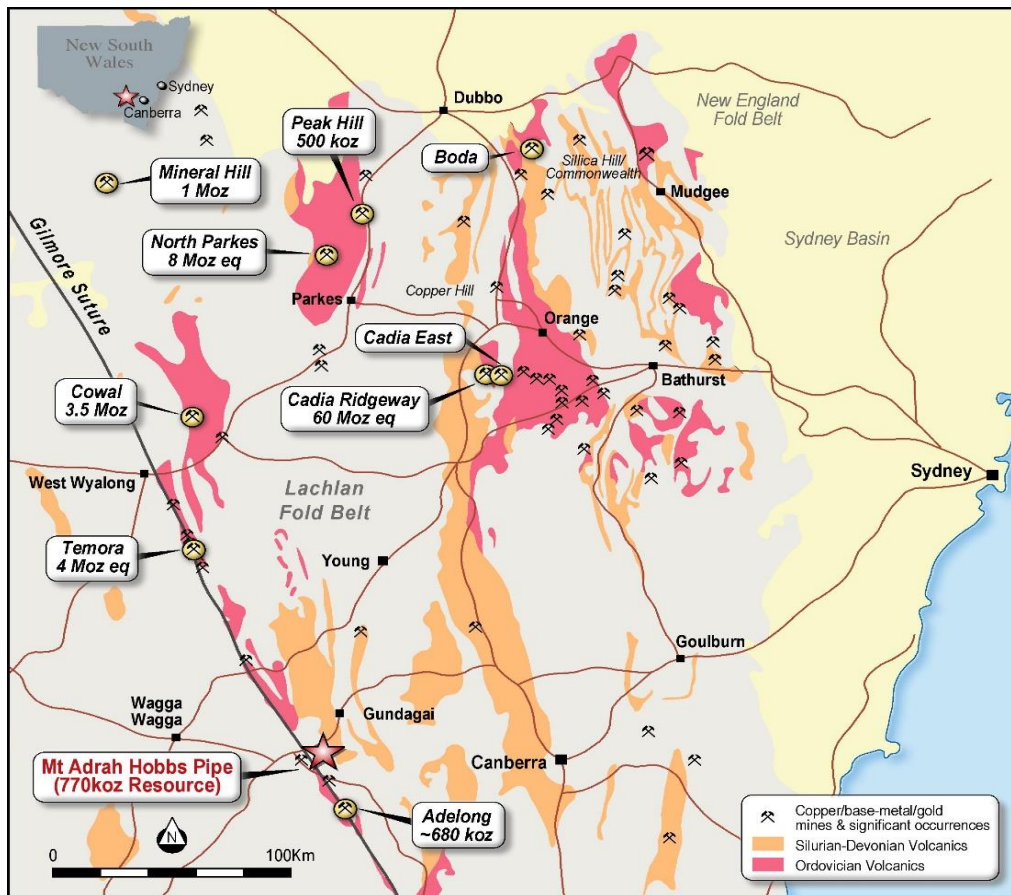 New South
Wales
Sydney
Canberra
Dubbo
New England
Fold Belt
Peak Hill
500 koz
Boda
Sillica Hill/
Commonwealth
Mineral Hill
1 Moz
Mudgee
Gilmore Suture
North Parkes
8 Moz eq
Sydney Basin
Parkes
Copper Hill
Orange
Cadia East
Bathurst
Cowal
3.5 Moz
Cadia Ridgeway
60 Moz eq
Sydney
West Wyalong
Lachlan
Fold Belt
Temora
4 Moz eq
Young
Goulburn
Wagga
Wagga
Gundagai
Mt Adrah Hobbs Pipe
(770koz Resource)
Canberra
Adelong
~680 koz
N
0 100Km
Copper/base-metal/gold
mines & significant occurrences
Silurian-Devonian Volcanics
Ordovician Volcanics